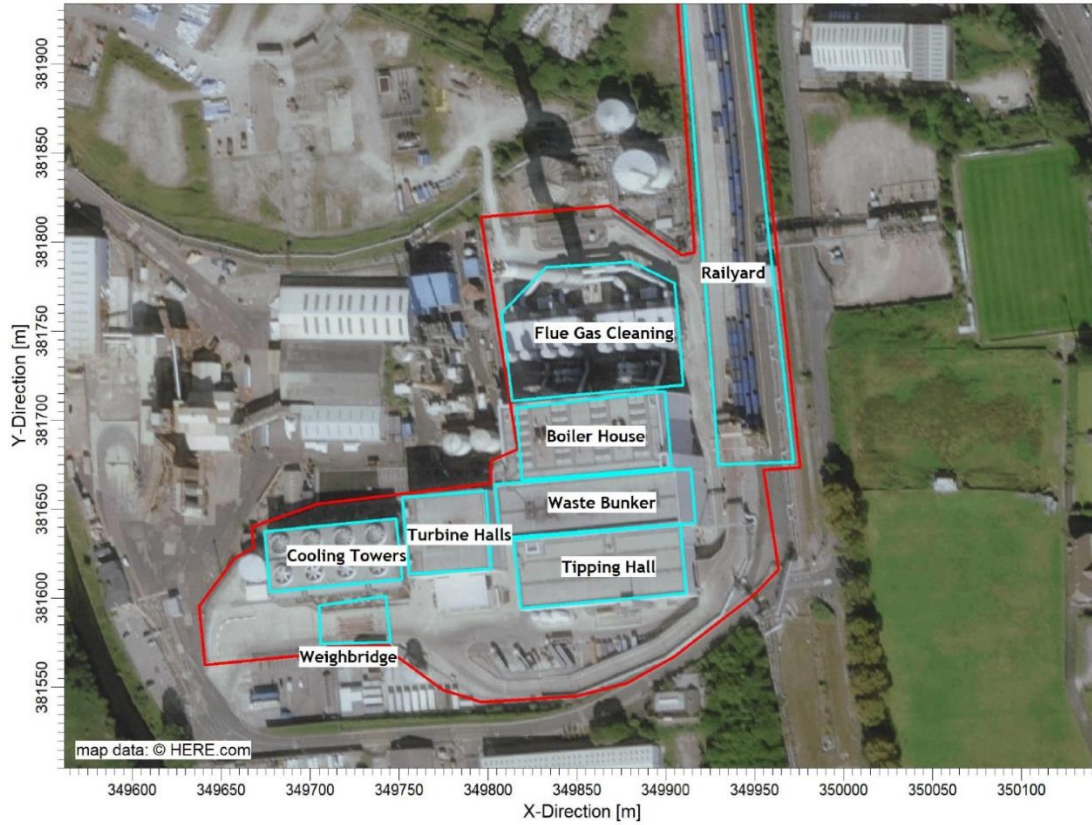 Y-Direction [m]
381900
381850
381800
381750
381700
381650
381600
381550
Railyard
Flue Gas Cleaning
Boiler House
Waste Bunker
Turbine Halls
Cooling Towers
Tipping Hall
Weighbridge
map data: © HERE.com
349600 349650 349700 349750 349800 349850 349900 349950 350000 350050 350100
X-Direction [m]